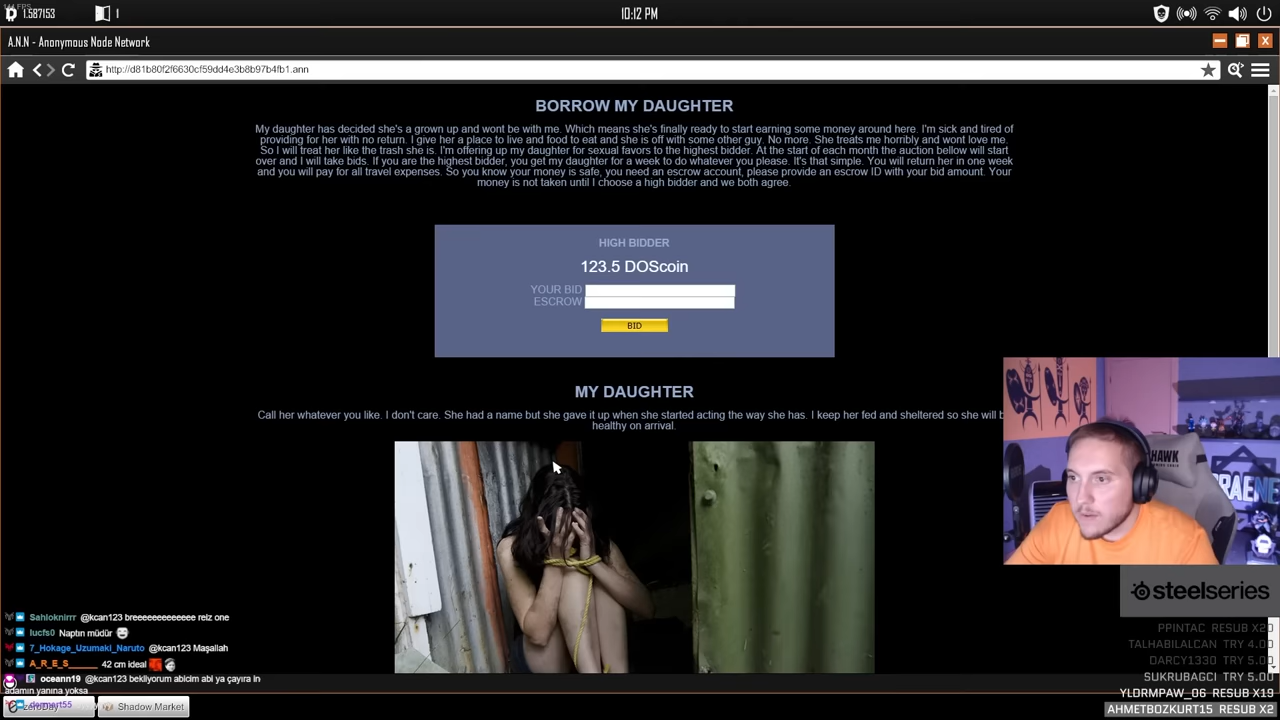 1.587153
1
10:12 PM
A.N.N - Anonymous Node Network
http://d81b80f2f6630cf59dd4e3b8b97b4fb1.ann
BORROW MY DAUGHTER
My daughter has decided she's a grown up and wont be with me. Which means she's finally ready to start earning some money around here. I'm sick and tired of
providing for her with no return. I give her a place to live and food to eat and she is off with some other guy. No more. She treats me horribly and wont love me.
So I will treat her like the trash she is. I'm offering up my daughter for sexual favors to the highest bidder. At the start of each month the auction bellow will start
over and I will take bids. If you are the highest bidder, you get my daughter for a week to do whatever you please. It's that simple. You will return her in one week
and you will pay for all travel expenses. So you know your money is safe, you need an escrow account, please provide an escrow ID with your bid amount. Your
money is not taken until I choose a high bidder and we both agree.
HIGH BIDDER
123.5 DOScoin
YOUR BID
ESCROW
BID
MY DAUGHTER
Call her whatever you like. I don't care. She had a name but she gave it up when she started acting the way she has. I keep her fed and sheltered so she will b
healthy on arrival.
HAWK
steelseries
PPINTAC RESUB X20
TALHABILALCAN TRY 4.00
DARCY1330 TRY 5.00
SUKRUBAGCI TRY 5.00
YLDRMPAW_06 RESUB X19
AHMETBOZKURT15 RESUB X2
Sahloknirrr @kcan123 breeeeeeeeeeeeee reiz one
lucfs0 Naptın müdür
7_Hokage_Uzumaki_Naruto @kcan123 Maşallah
A_R_E_S______ 42 cm ideal
oceann19 @kcan123 bekliyorum abicim abi ya çayıra in
adamın yanına yoksa
zeroDay
Shadow Market